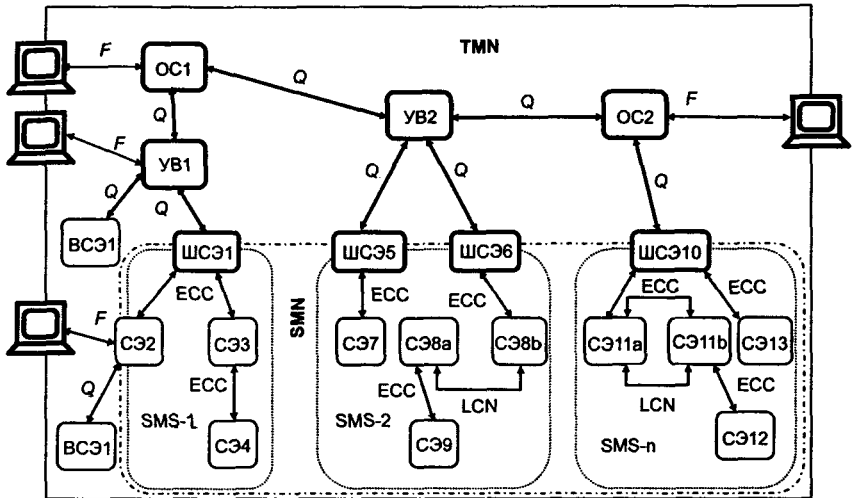 TMN
F
ОС1
Q
Q
УВ2
Q
ОС2
F
Q
F
УВ1
Q
Q
Q
Q
Q
ВСЭ1
ШСЭ1
ШСЭ5
ШСЭ6
ШСЭ10
SMN
ECC
ECC
ECC
ECC
ECC
F
СЭ2
СЭ3
СЭ7
СЭ8a
СЭ8b
СЭ11a
СЭ11b
СЭ13
Q
ECC
ECC
LCN
LCN
ECC
SMS-1
SMS-2
SMS-n
ВСЭ1
СЭ4
СЭ9
СЭ12